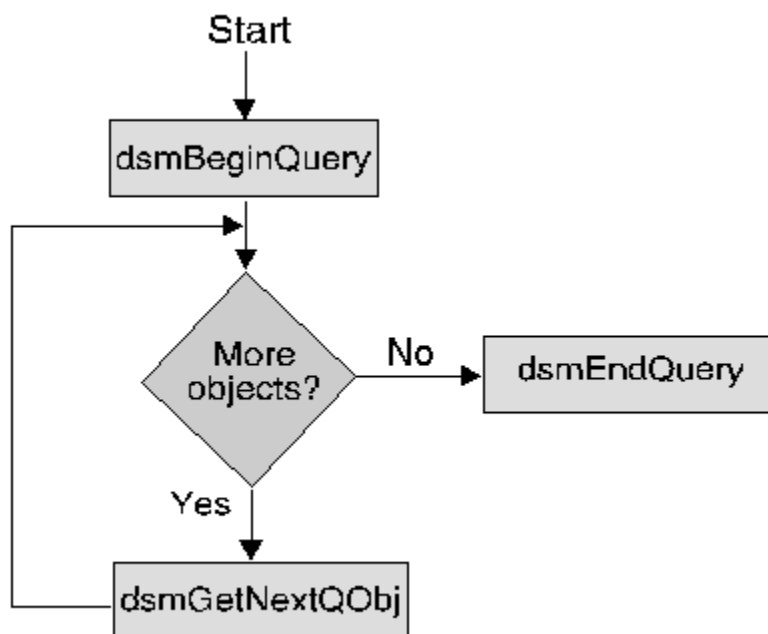 Start
dsmBeginQuery
More
objects?
No
dsmEndQuery
Yes
dsmGetNextQObj